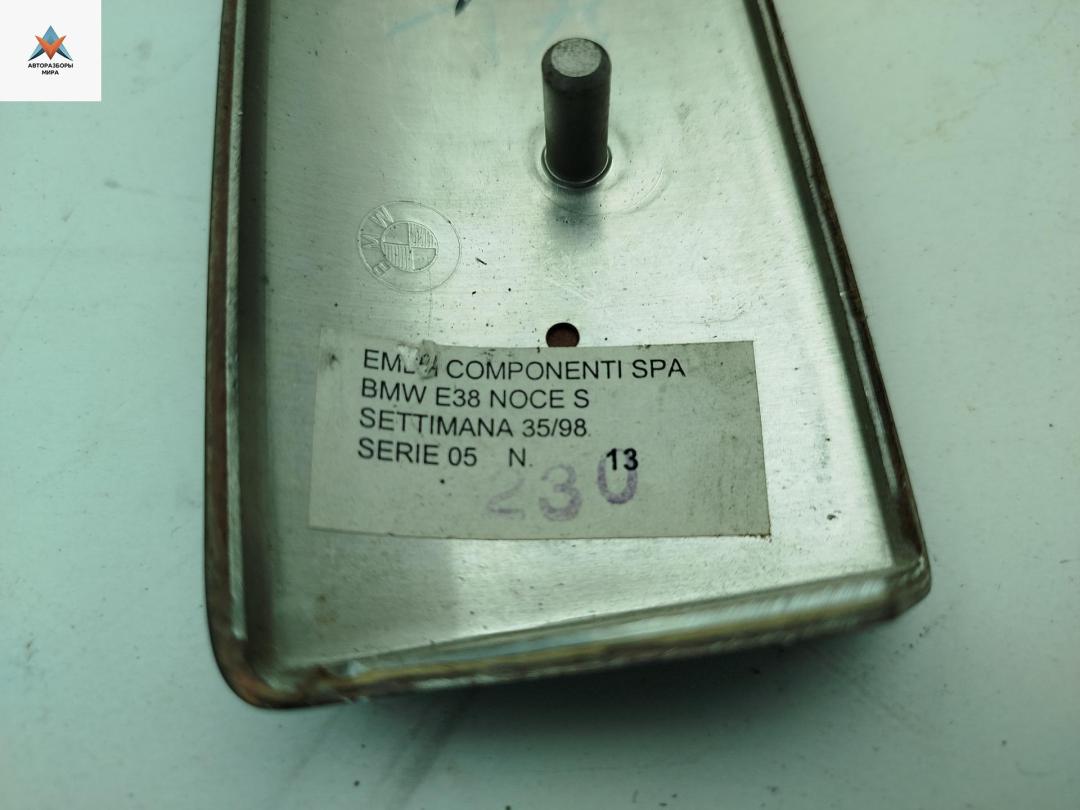 АВТОРАЗБОРЫ
МИРА
BMW
COMPONENTI SPA
BMW E38 NOCE S
SETTIMANA 35/98
SERIE 05 N. 13
230